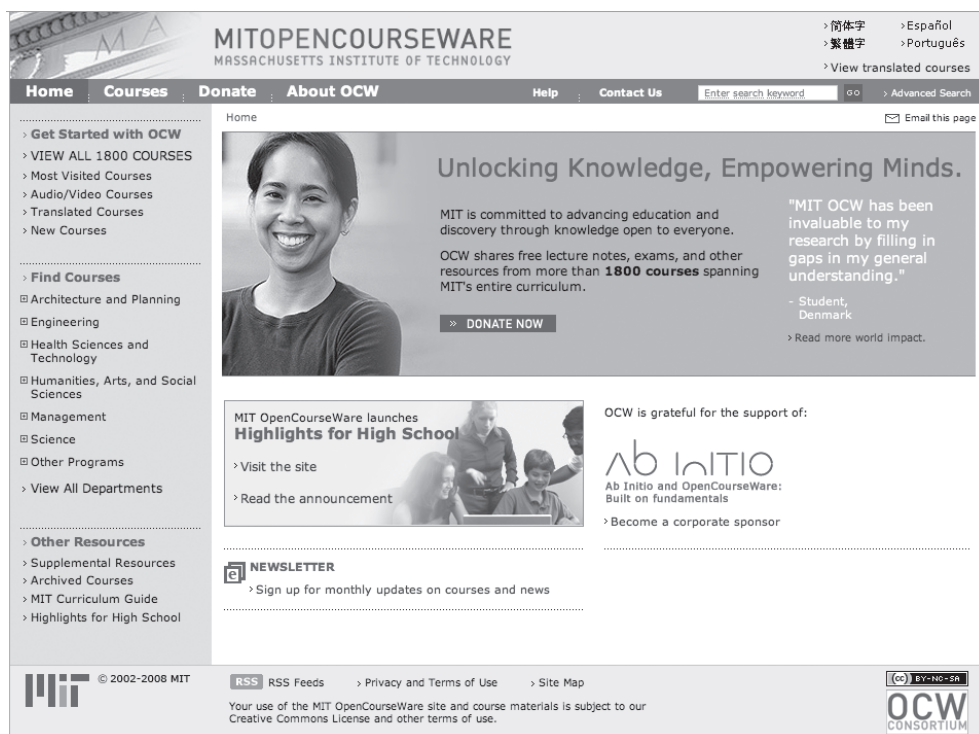 MA
MITOPENCOURSEWARE
MASSACHUSETTS INSTITUTE OF TECHNOLOGY
›简体字 ›Español
›繁體字 ›Português
›View translated courses
Home Courses Donate About OCW Help Contact Us Enter search keyword GO › Advanced Search
› Get Started with OCW
› VIEW ALL 1800 COURSES
› Most Visited Courses
› Audio/Video Courses
› Translated Courses
› New Courses
› Find Courses
Architecture and Planning
Engineering
Health Sciences and
Technology
Humanities, Arts, and Social
Sciences
Management
Science
Other Programs
› View All Departments
› Other Resources
› Supplemental Resources
› Archived Courses
› MIT Curriculum Guide
› Highlights for High School
Home
Email this page
Unlocking Knowledge, Empowering Minds.
MIT is committed to advancing education and
discovery through knowledge open to everyone.
OCW shares free lecture notes, exams, and other
resources from more than 1800 courses spanning
MIT's entire curriculum.
» DONATE NOW
"MIT OCW has been
invaluable to my
research by filling in
gaps in my general
understanding."
- Student,
Denmark
› Read more world impact.
MIT OpenCourseWare launches
Highlights for High School
› Visit the site
› Read the announcement
OCW is grateful for the support of:
Ab Initio
Ab Initio and OpenCourseWare:
Built on fundamentals
› Become a corporate sponsor
NEWSLETTER
› Sign up for monthly updates on courses and news
MIT © 2002-2008 MIT
RSS RSS Feeds › Privacy and Terms of Use › Site Map
Your use of the MIT OpenCourseWare site and course materials is subject to our
Creative Commons License and other terms of use.
(cc) BY-NC-SA
OCW
CONSORTIUM